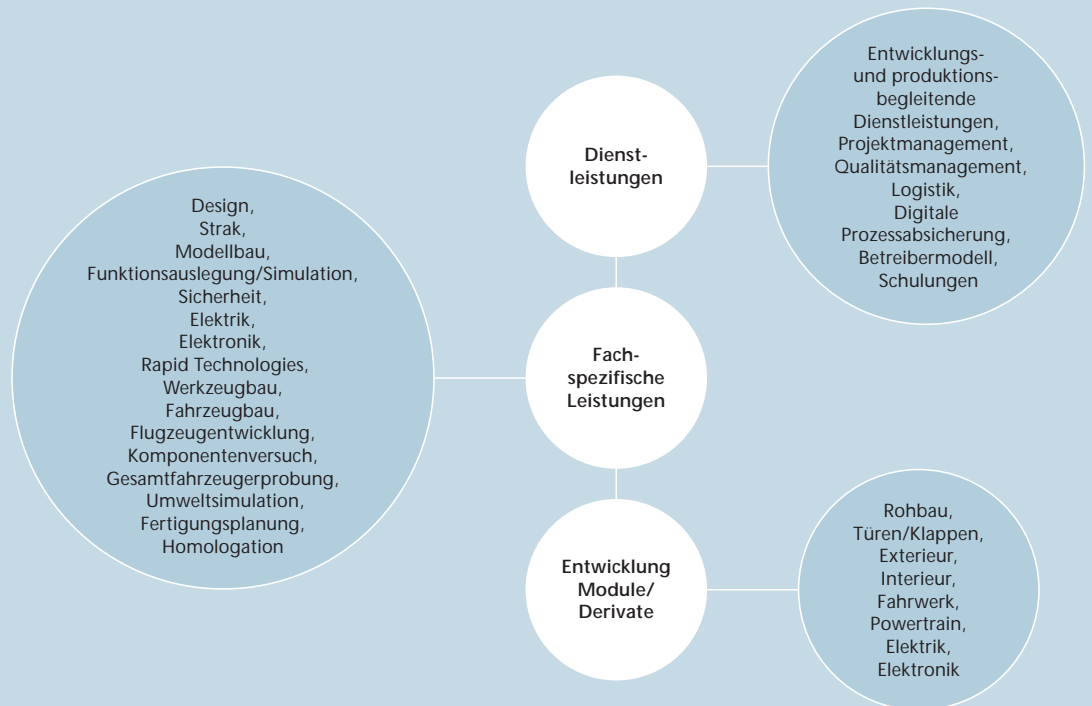 Dienst-
leistungen
Entwicklungs-
und produktions-
begleitende
Dienstleistungen,
Projektmanagement,
Qualitätsmanagement,
Logistik,
Digitale
Prozessabsicherung,
Betreibermodell,
Schulungen
Fach-
spezifische
Leistungen
Design,
Strak,
Modellbau,
Funktionsauslegung/Simulation,
Sicherheit,
Elektrik,
Elektronik,
Rapid Technologies,
Werkzeugbau,
Fahrzeugbau,
Flugzeugentwicklung,
Komponentenversuch,
Gesamtfahrzeugerprobung,
Umweltsimulation,
Fertigungsplanung,
Homologation
Entwicklung
Module/
Derivate
Rohbau,
Türen/Klappen,
Exterieur,
Interieur,
Fahrwerk,
Powertrain,
Elektrik,
Elektronik